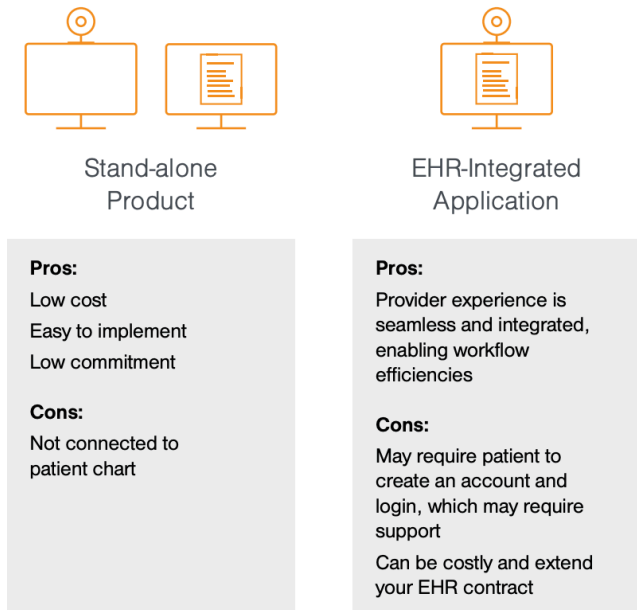 Stand-alone
Product
Pros:
Low cost
Easy to implement
Low commitment
Cons:
Not connected to
patient chart
EHR-Integrated
Application
Pros:
Provider experience is
seamless and integrated,
enabling workflow
efficiencies
Cons:
May require patient to
create an account and
login, which may require
support
Can be costly and extend
your EHR contract